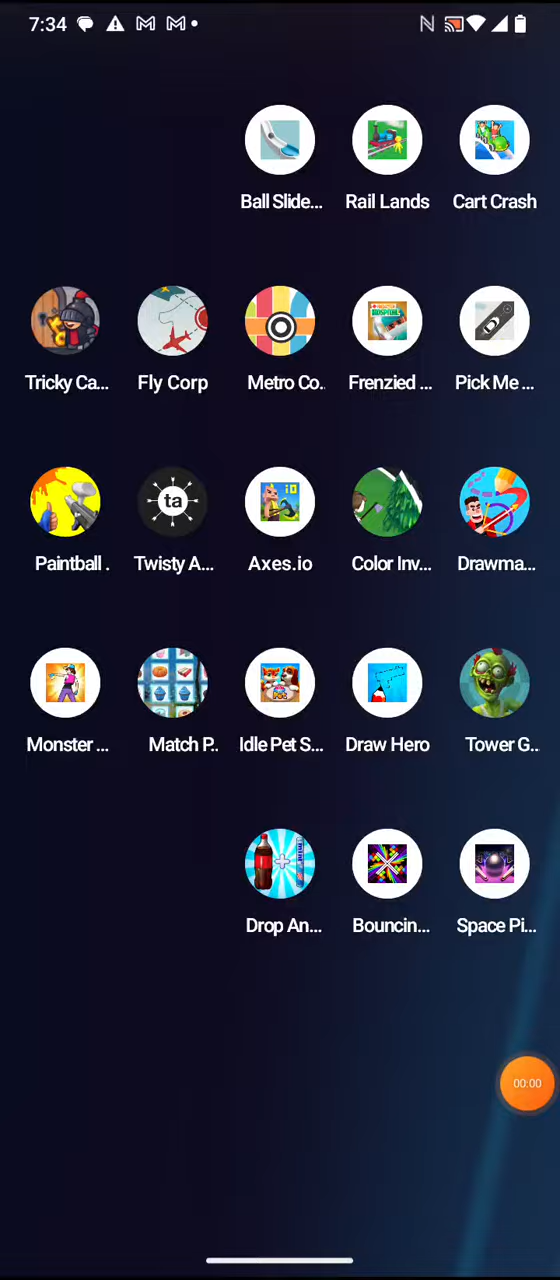 7:34
Ball Slide... Rail Lands Cart Crash
Tricky Ca... Fly Corp Metro Co.. Frenzied ... Pick Me ...
ta
iO
Paintball . Twisty A... Axes.io Color Inv... Drawma...
Monster ... Match P.. Idle Pet S... Draw Hero Tower G...
Drop An... Bouncin... Space Pi...
00:00